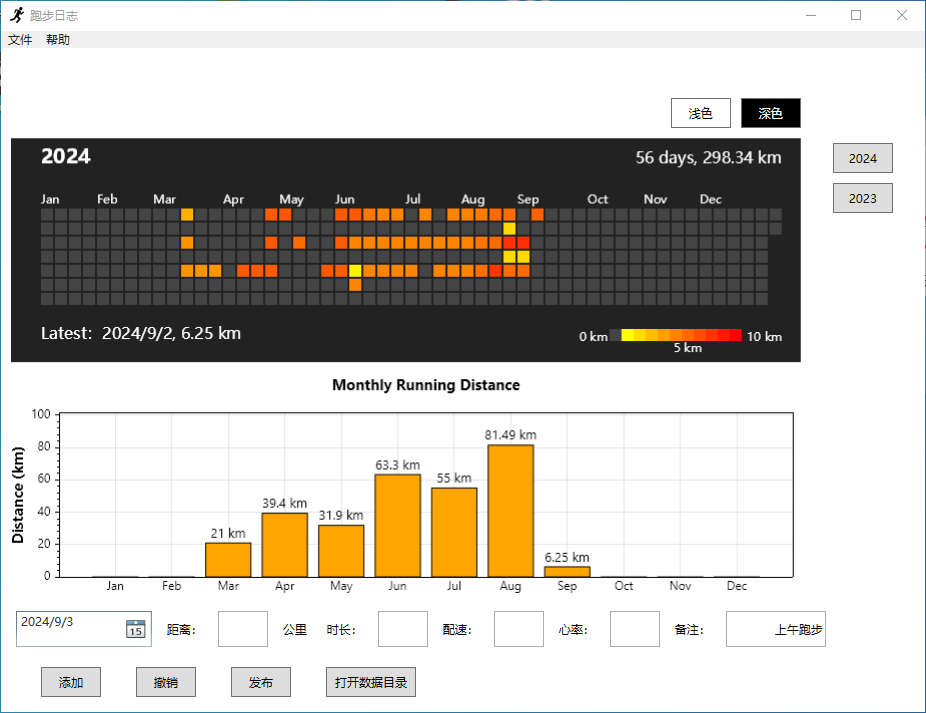 跑步日志
文件 帮助
浅色 深色
2024 56 days, 298.34 km
Jan Feb Mar Apr May Jun Jul Aug Sep Oct Nov Dec
Latest: 2024/9/2, 6.25 km
0 km 10 km
5 km
2024
2023
Monthly Running Distance
Distance (km)
100
80
60
40
20
0
21 km
39.4 km
31.9 km
63.3 km
55 km
81.49 km
6.25 km
Jan Feb Mar Apr May Jun Jul Aug Sep Oct Nov Dec
2024/9/3 15 距离: 公里 时长: 配速: 心率: 备注: 上午跑步
添加 撤销 发布 打开数据目录